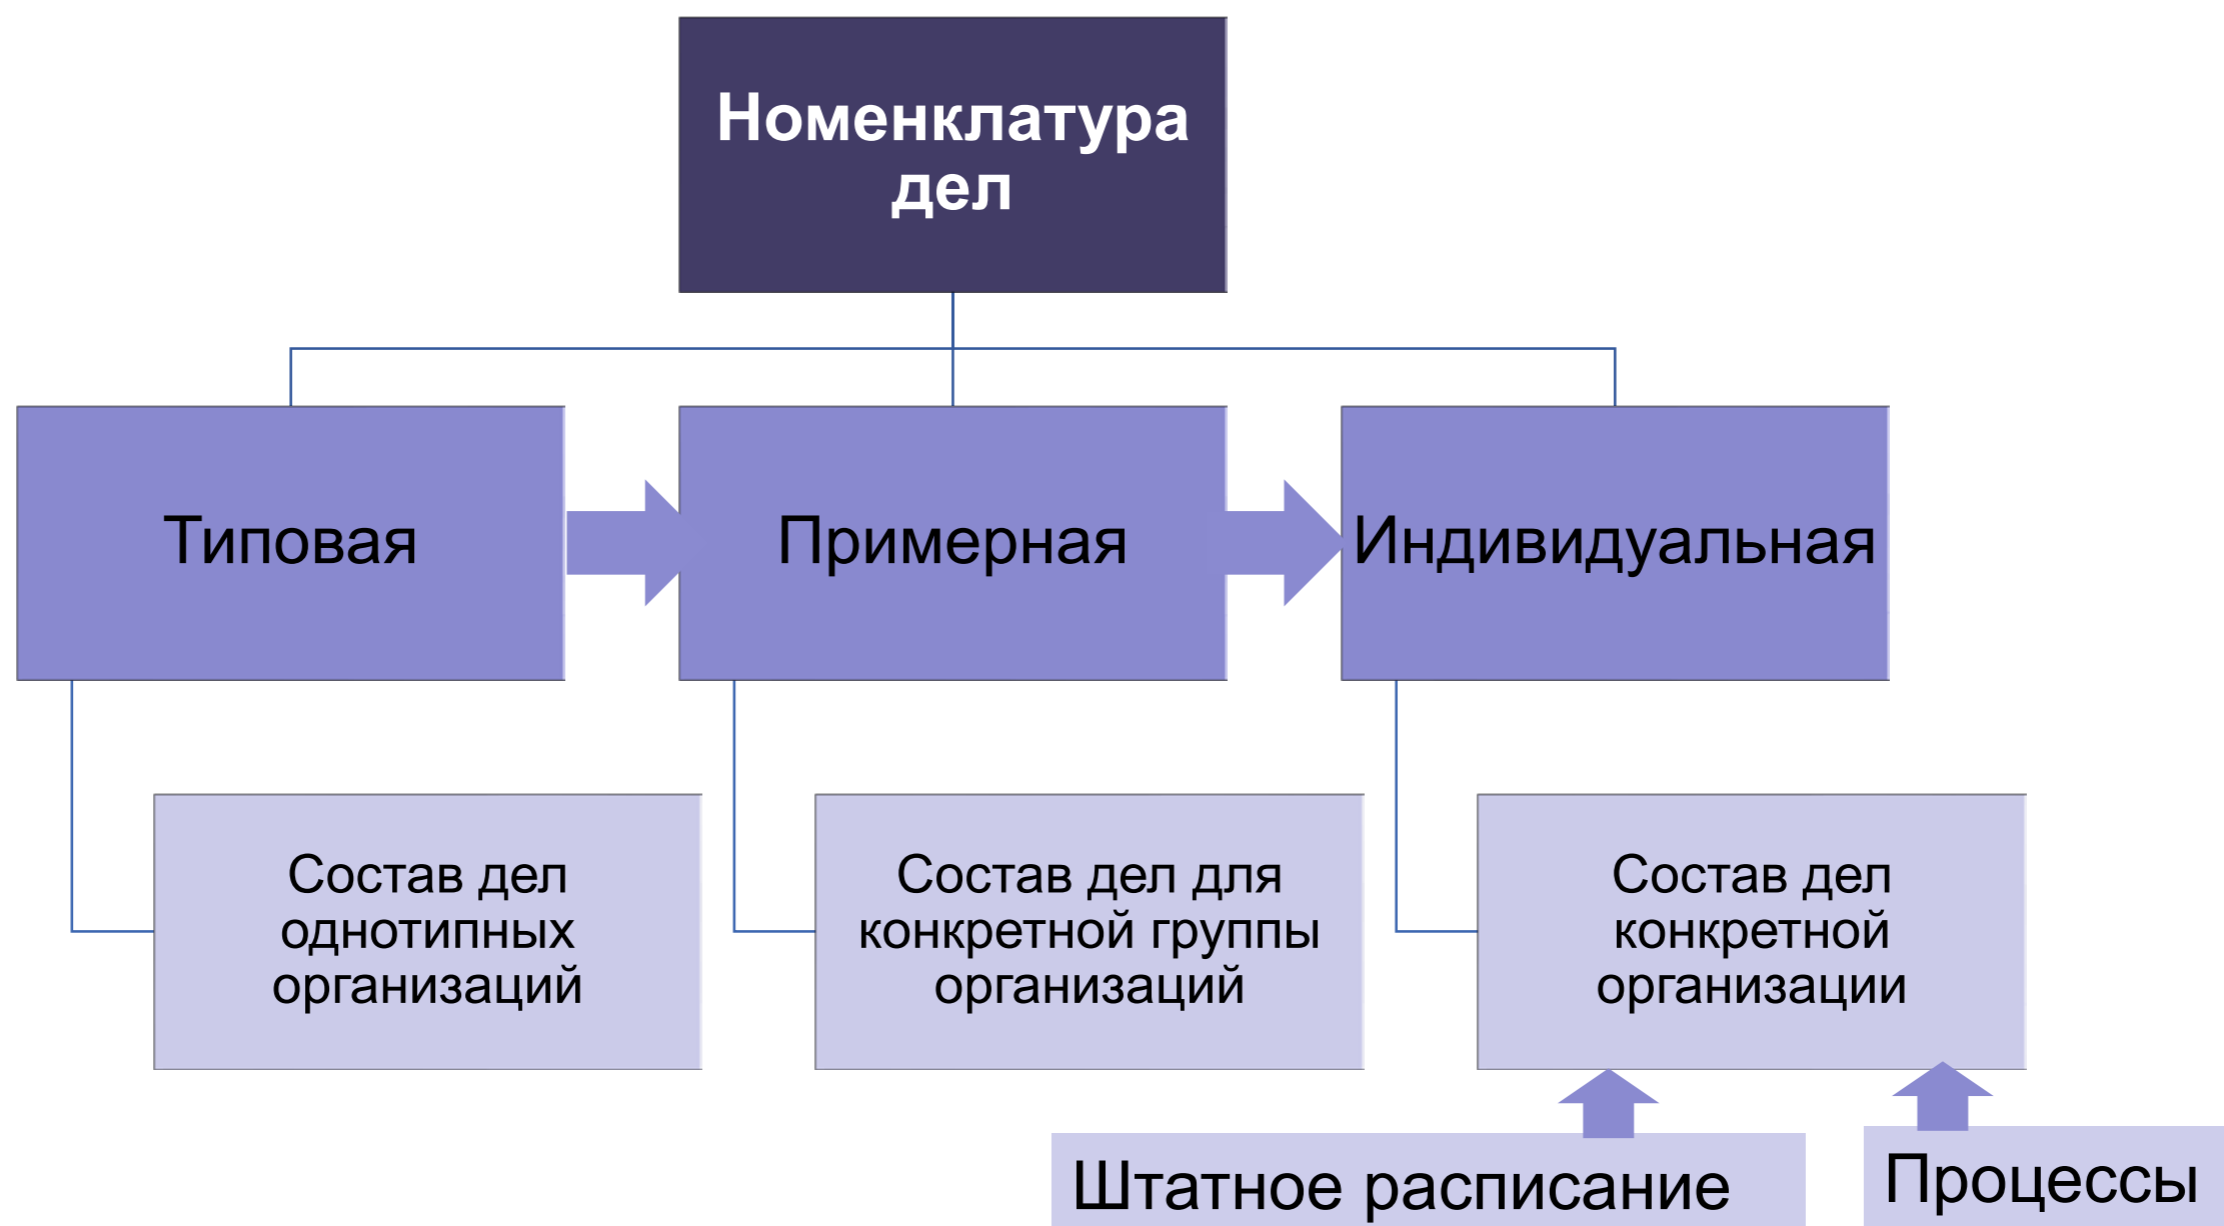 Номенклатура
дел
Типовая
Примерная
Индивидуальная
Состав дел
однотипных
организаций
Состав дел для
конкретной группы
организаций
Состав дел
конкретной
организации
Штатное расписание
Процессы